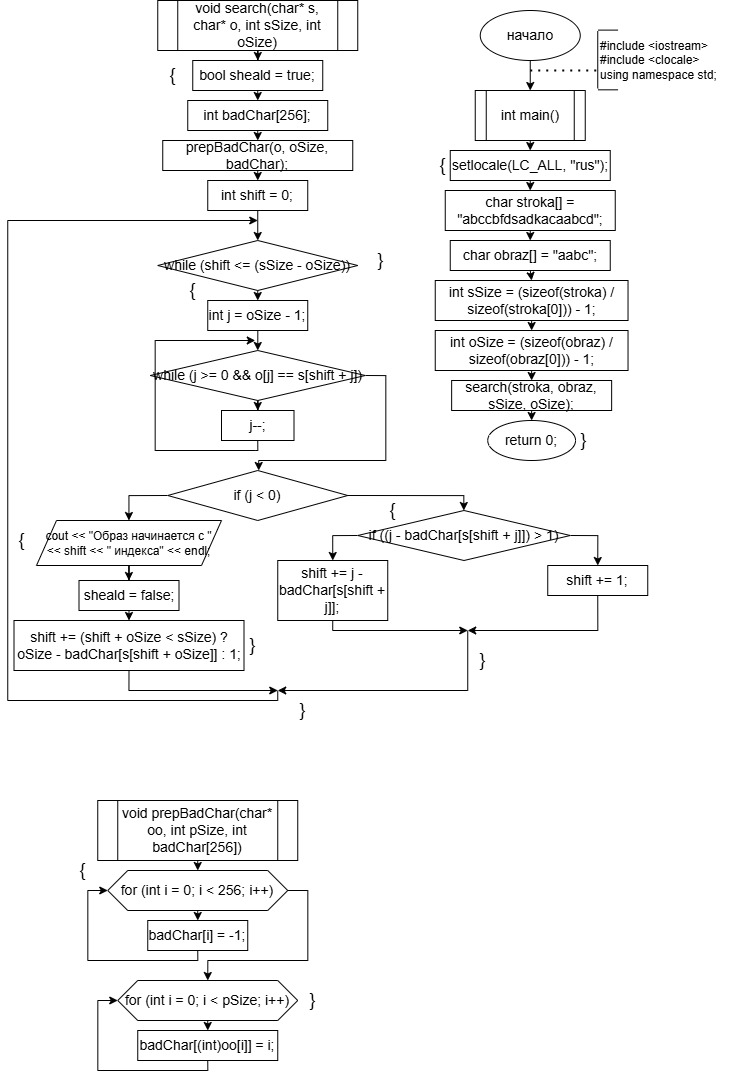 void search(char* s,
char* o, int sSize, int
oSize)
{
bool sheald = true;
int badChar[256];
prepBadChar(o, oSize,
badChar);
int shift = 0;
while (shift <= (sSize - oSize))
}
{
int j = oSize - 1;
while (j >= 0 && o[j] == s[shift + j])
j--;
if (j < 0)
{
cout << "Образ начинается с "
<< shift << " индекса" << endl;
sheald = false;
shift += (shift + oSize < sSize) ?
oSize - badChar[s[shift + oSize]] : 1;
}
{
if ((j - badChar[s[shift + j]]) > 1)
shift += j -
badChar[s[shift +
j]];
shift += 1;
}
}
начало
#include <iostream>
#include <clocale>
using namespace std;
int main()
{
setlocale(LC_ALL, "rus");
char stroka[] =
"abccbfdsadkacaabcd";
char obraz[] = "aabc";
int sSize = (sizeof(stroka) /
sizeof(stroka[0])) - 1;
int oSize = (sizeof(obraz) /
sizeof(obraz[0])) - 1;
search(stroka, obraz,
sSize, oSize);
return 0;
}
void prepBadChar(char*
oo, int pSize, int
badChar[256])
{
for (int i = 0; i < 256; i++)
badChar[i] = -1;
for (int i = 0; i < pSize; i++)
}
badChar[(int)oo[i]] = i;